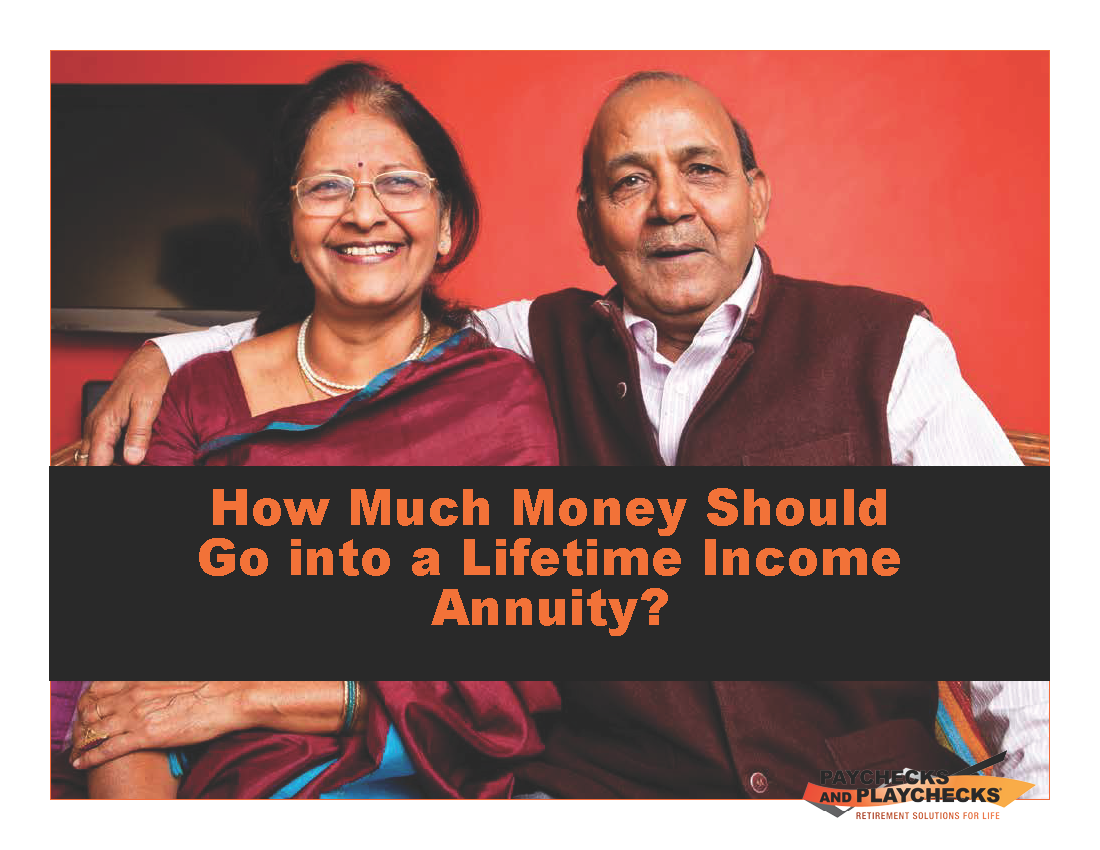 How Much Money Should
Go into a Lifetime Income
Annuity?
PAYCHECKS
AND PLAYCHECKS®
RETIREMENT SOLUTIONS FOR LIFE